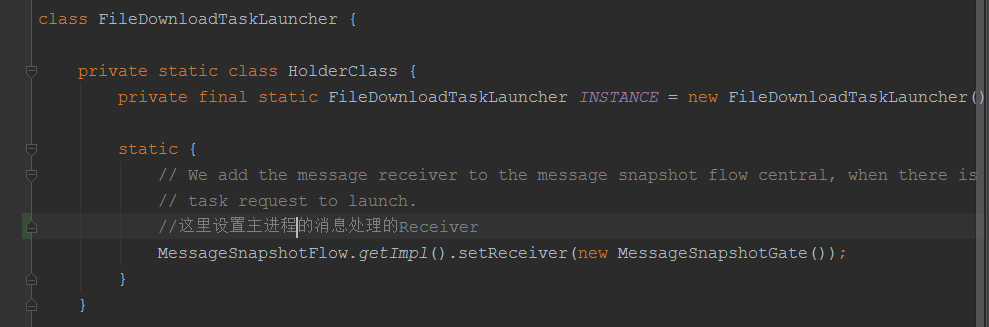 class FileDownloadTaskLauncher {
private static class HolderClass {
private final static FileDownloadTaskLauncher INSTANCE = new FileDownloadTaskLauncher()
static {
// We add the message receiver to the message snapshot flow central, when there is
// task request to launch.
//这里设置主进程的消息处理的Receiver
MessageSnapshotFlow.getImpl().setReceiver(new MessageSnapshotGate());
}
}